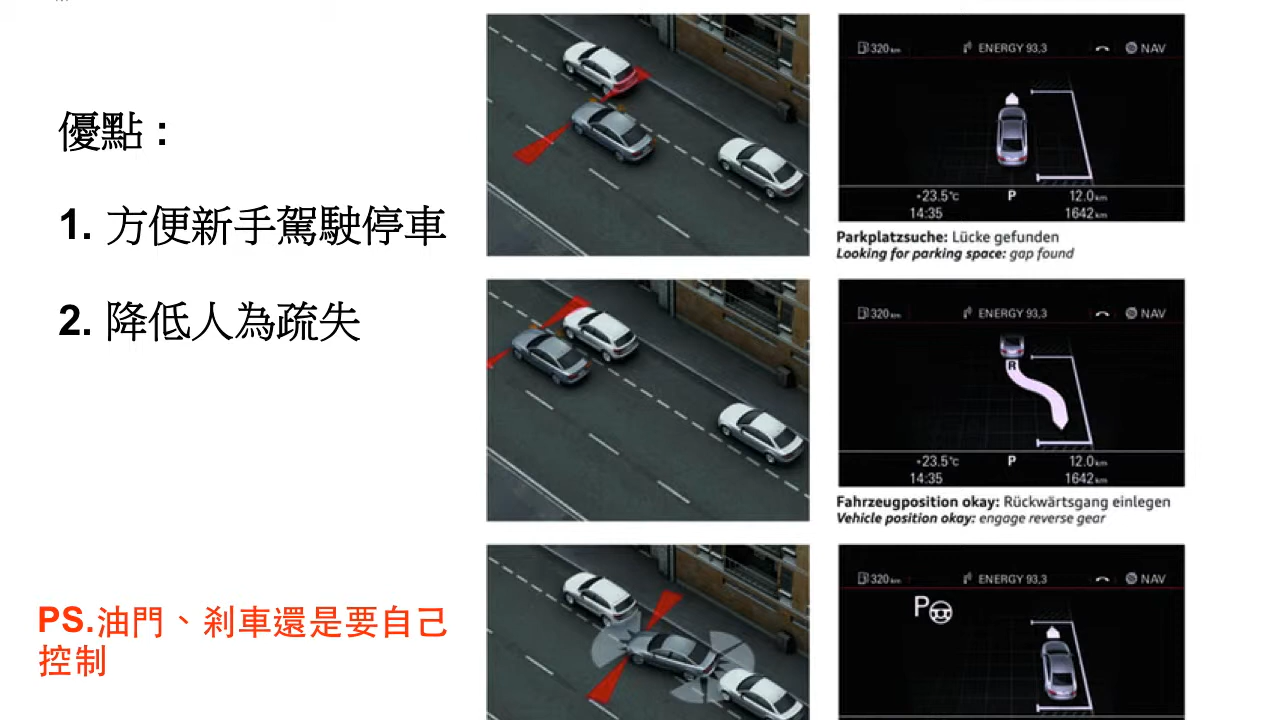 優點：
1. 方便新手駕駛停車
2. 降低人為疏失
PS.油門、剎車還是要自己
控制
320 km ENERGY 93,3 NAV
+23.5°C P 12.0 km
14:35 1642 km
Parkplatzsuche: Lücke gefunden
Looking for parking space: gap found
320 km ENERGY 93,3 NAV
R
+23.5°C P 12.0 km
14:35 1642 km
Fahrzeugposition okay: Rückwärtsgang einlegen
Vehicle position okay: engage reverse gear
320 km ENERGY 93,3 NAV
P